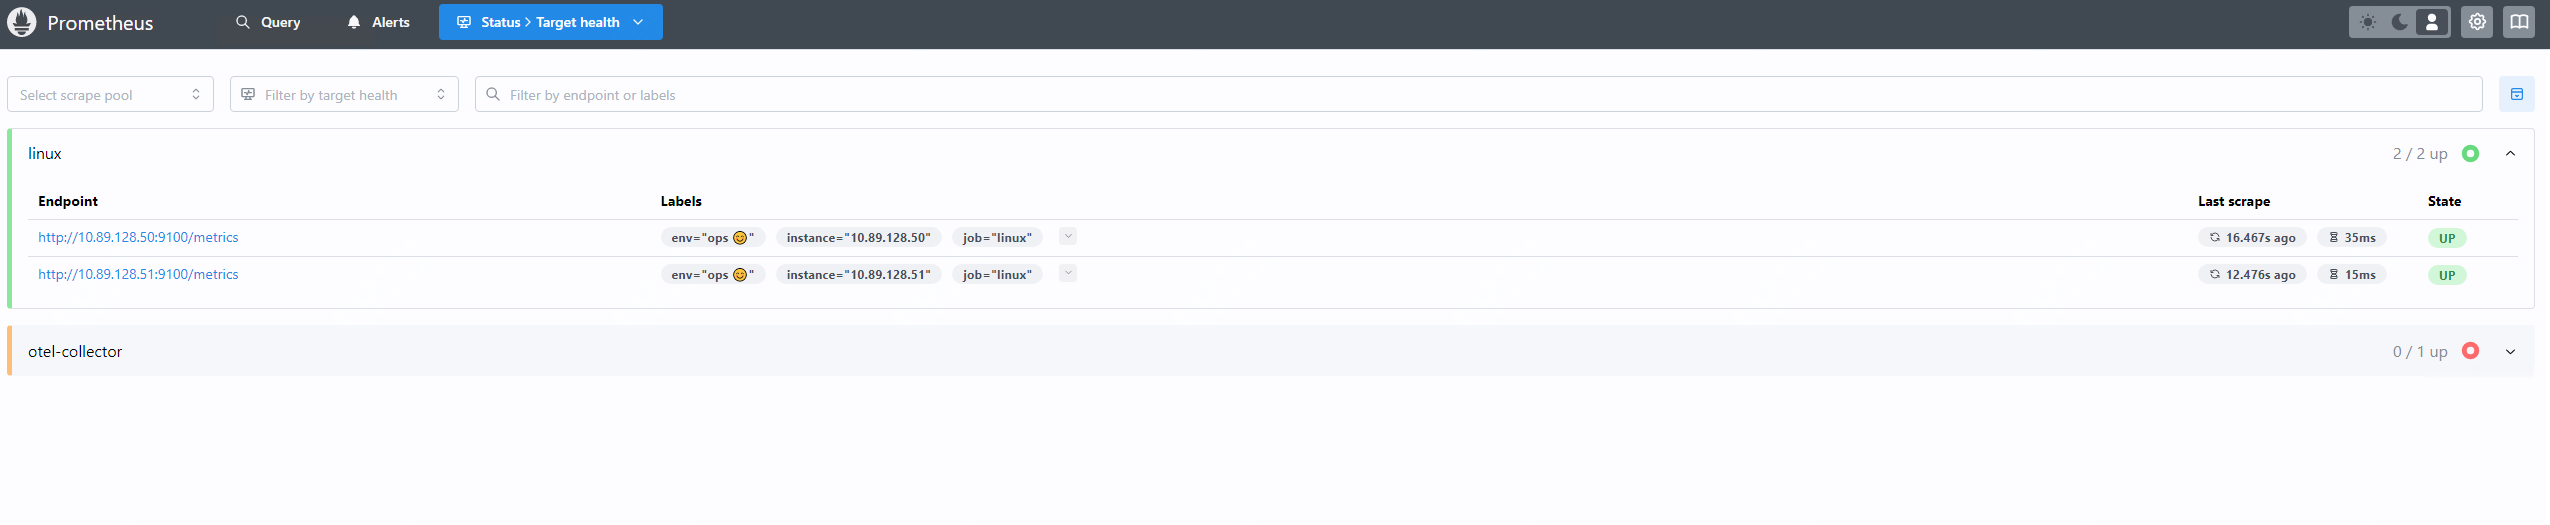 Prometheus Query Alerts Status > Target health
Select scrape pool Filter by target health Filter by endpoint or labels
linux 2 / 2 up
Endpoint Labels Last scrape State
http://10.89.128.50:9100/metrics env="ops 😊" instance="10.89.128.50" job="linux" 16.467s ago 35ms UP
http://10.89.128.51:9100/metrics env="ops 😊" instance="10.89.128.51" job="linux" 12.476s ago 15ms UP
otel-collector 0 / 1 up